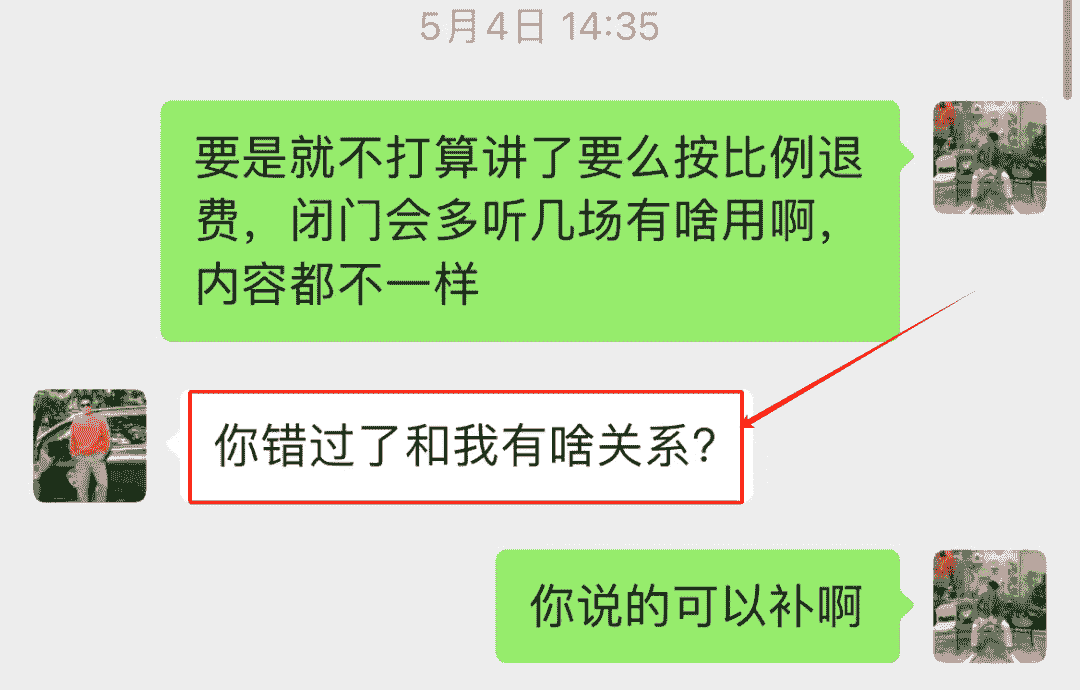 5月4日 14:35
要是就不打算讲了要么按比例退
费，闭门会多听几场有啥用啊，
内容都不一样
你错过了和我有啥关系？
你说的可以补啊